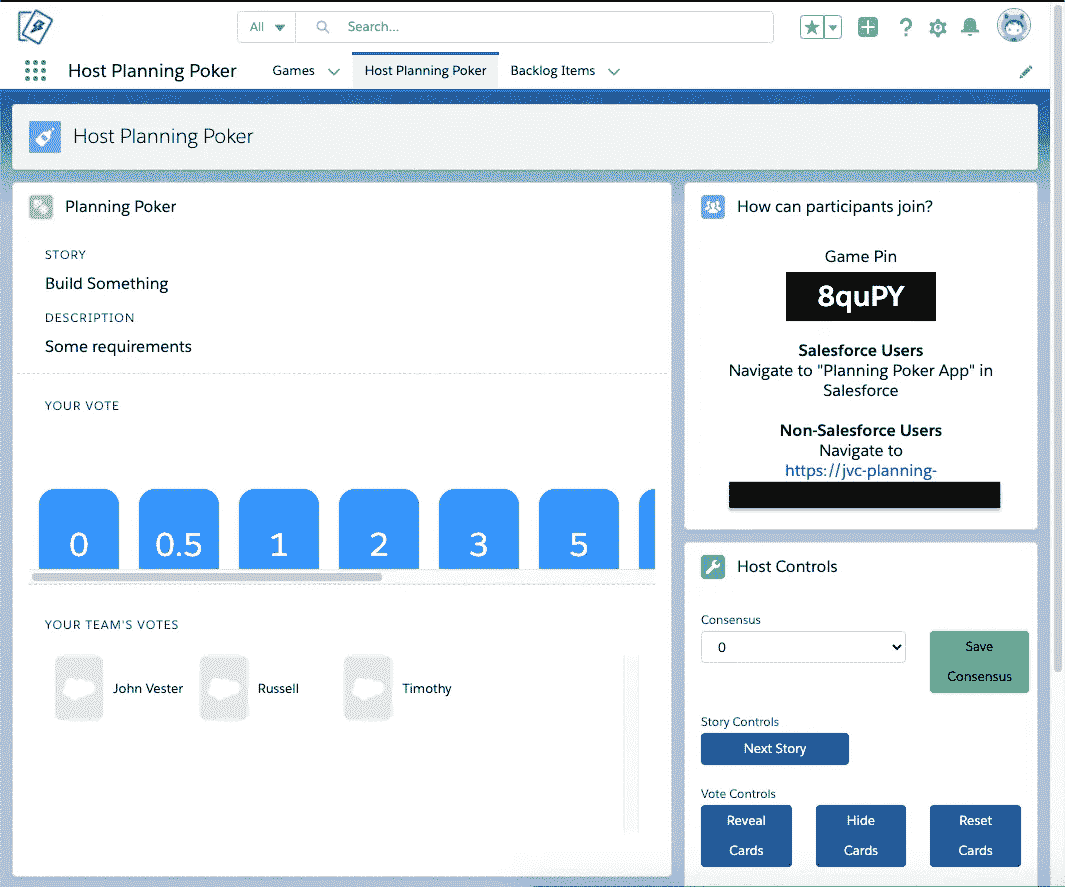 All
Search...
Host Planning Poker
Games
Host Planning Poker
Backlog Items
Host Planning Poker
Planning Poker
STORY
Build Something
DESCRIPTION
Some requirements
YOUR VOTE
0
0.5
1
2
3
5
YOUR TEAM'S VOTES
John Vester
Russell
Timothy
How can participants join?
Game Pin
8quPY
Salesforce Users
Navigate to "Planning Poker App" in
Salesforce
Non-Salesforce Users
Navigate to
https://jvc-planning-
Host Controls
Consensus
0
Save
Consensus
Story Controls
Next Story
Vote Controls
Reveal
Cards
Hide
Cards
Reset
Cards